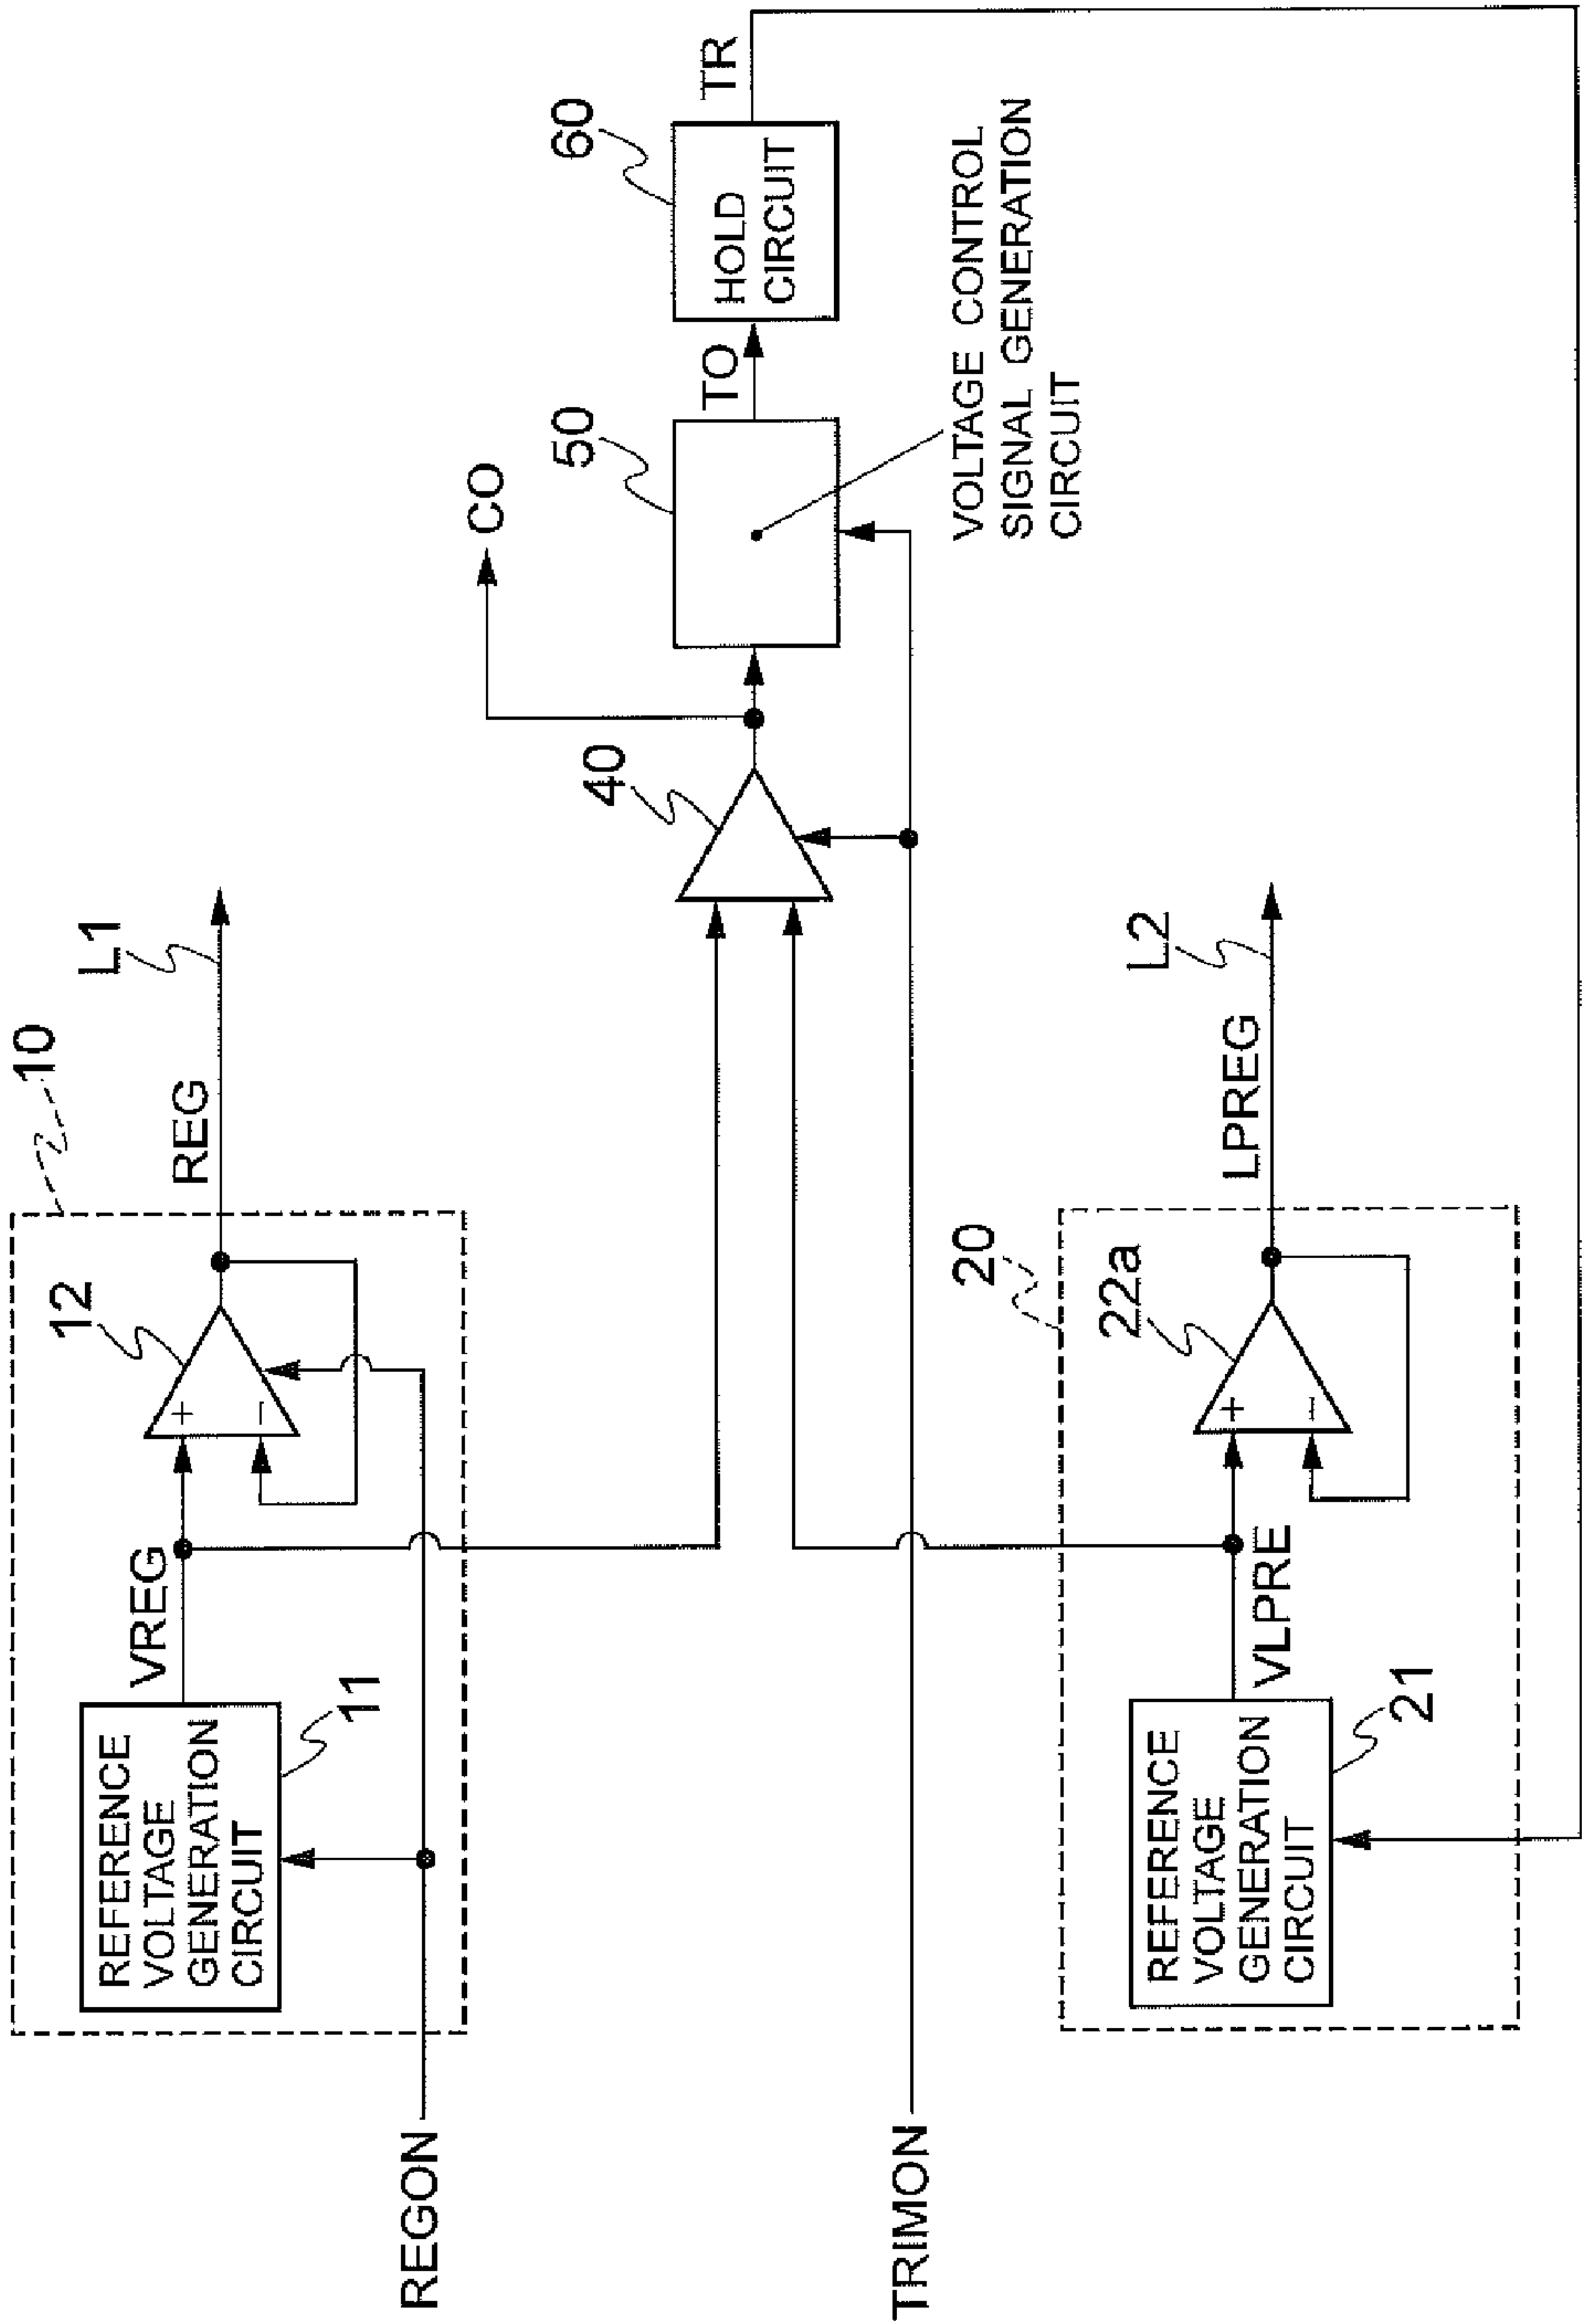 10
REFERENCE
VOLTAGE
GENERATION
CIRCUIT
11
VREG
12
+
−
REG
L1
REGON
40
CO
50
TO
60
HOLD
CIRCUIT
TR
VOLTAGE CONTROL
SIGNAL GENERATION
CIRCUIT
TRIMON
20
REFERENCE
VOLTAGE
GENERATION
CIRCUIT
21
VLPRE
22a
+
−
LPREG
L2